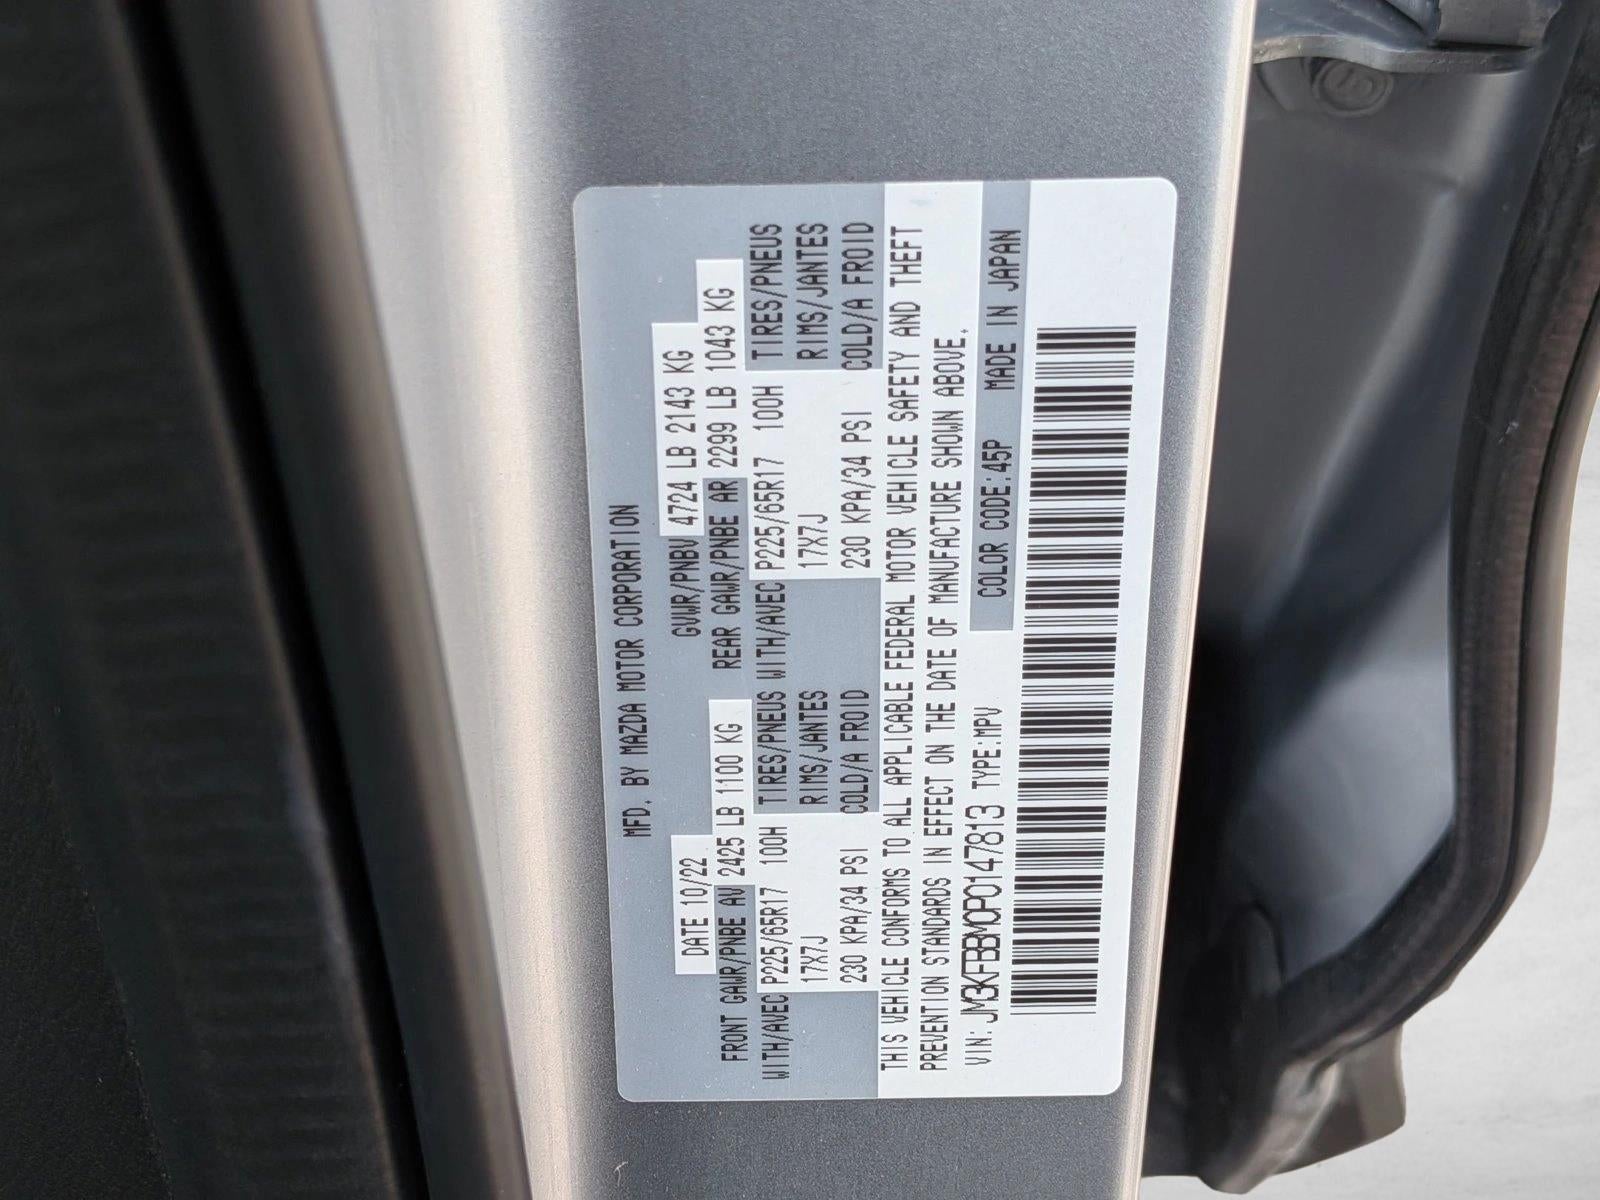 MFD. BY MAZDA MOTOR CORPORATION
DATE 10/22 GVWR/PNBV 4724 LB 2143 KG
FRONT GAWR/PNBE AV 2425 LB 1100 KG REAR GAWR/PNBE AR 2299 LB 1043 KG
WITH/AVEC P225/65R17 100H TIRES/PNEUS WITH/AVEC P225/65R17 100H TIRES/PNEUS
17X7J RIMS/JANTES 17X7J RIMS/JANTES
230 KPA/34 PSI COLD/A FROID 230 KPA/34 PSI COLD/A FROID
THIS VEHICLE CONFORMS TO ALL APPLICABLE FEDERAL MOTOR VEHICLE SAFETY AND THEFT
PREVENTION STANDARDS IN EFFECT ON THE DATE OF MANUFACTURE SHOWN ABOVE.
VIN: JM3KFBBM0P0147813 TYPE:MPV COLOR CODE:45P MADE IN JAPAN